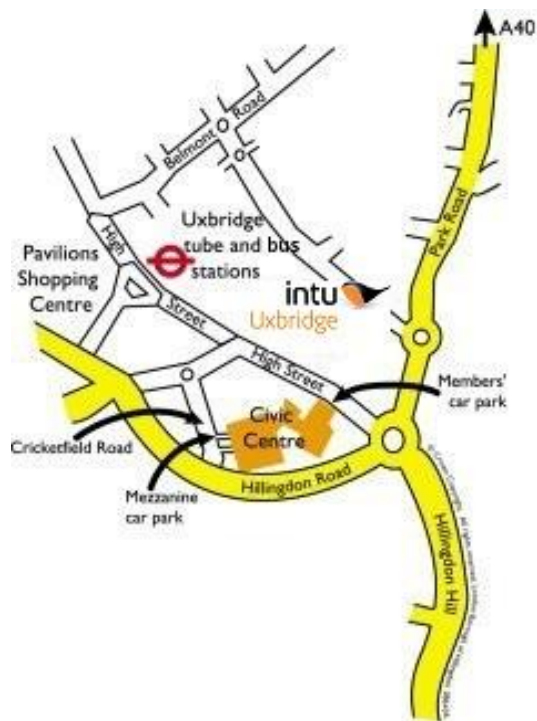 A40
Belmont Road
Park Road
High Street
Uxbridge
tube and bus
stations
Pavilions
Shopping
Centre
intu
Uxbridge
High Street
Members'
car park
Civic
Centre
Cricketfield Road
Mezzanine
car park
Hillingdon Road
Hillingdon Hill